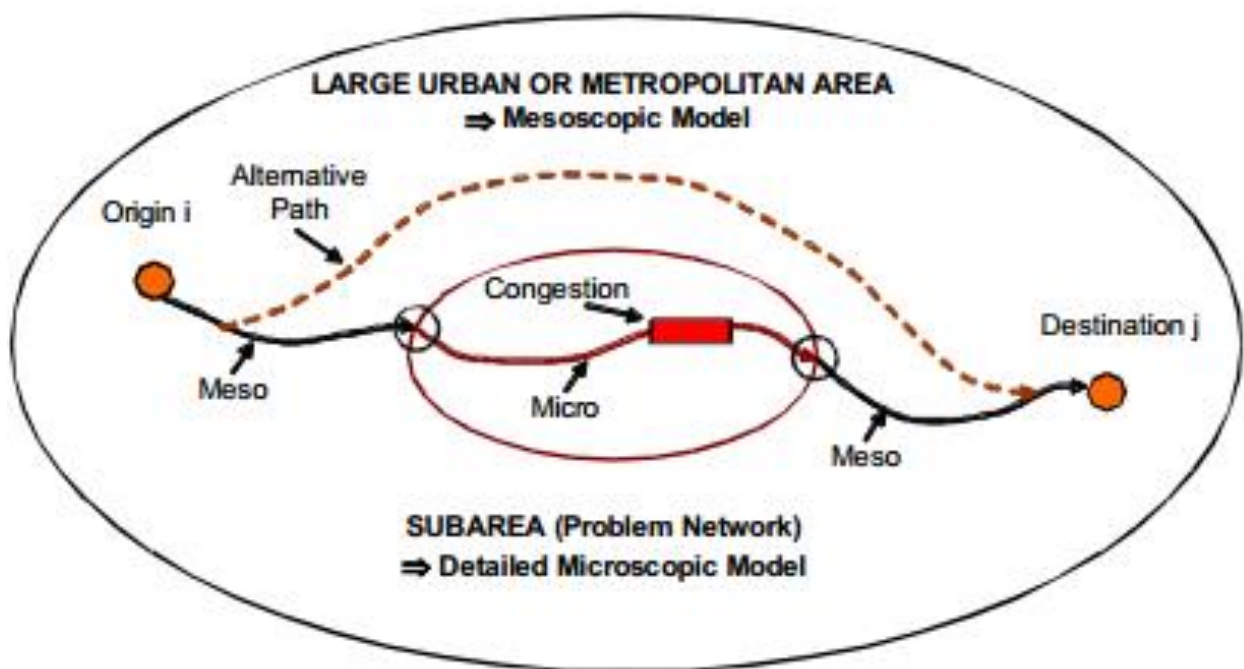 LARGE URBAN OR METROPOLITAN AREA
⇒ Mesoscopic Model
Alternative
Path
Origin i
Congestion
Destination j
Meso
Micro
Meso
SUBAREA (Problem Network)
⇒ Detailed Microscopic Model